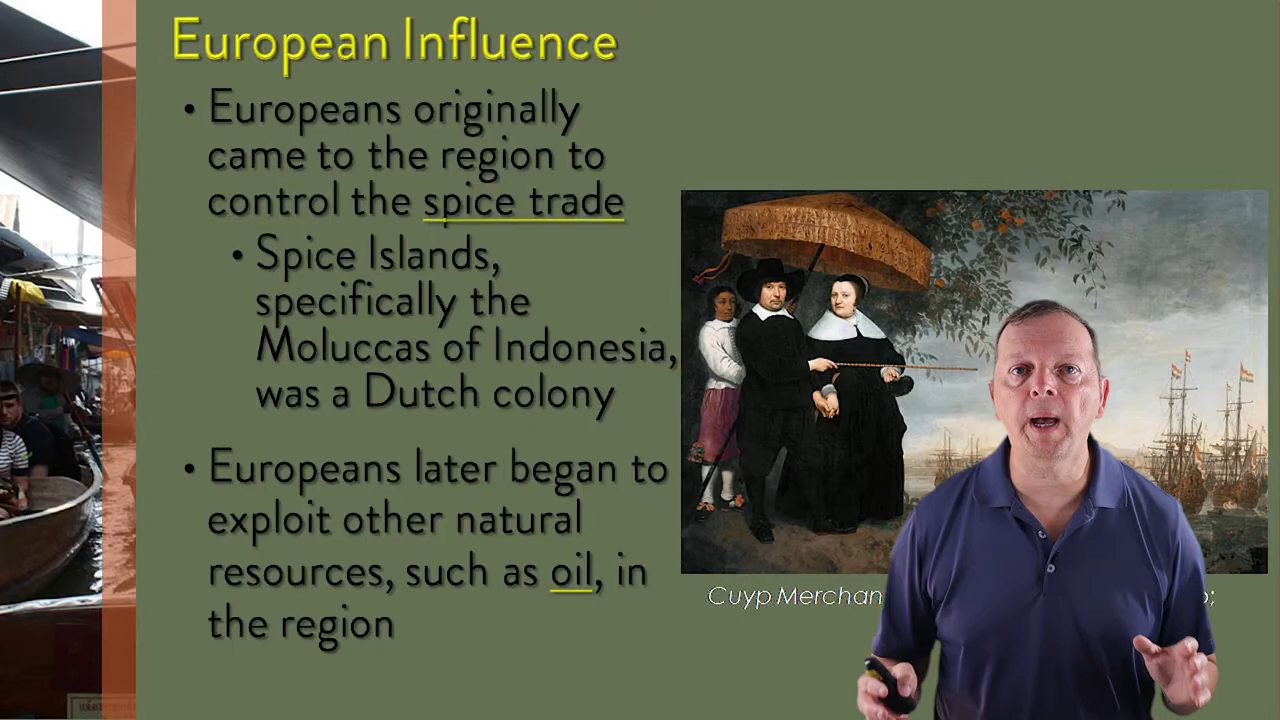 European Influence
• Europeans originally
came to the region to
control the spice trade
• Spice Islands,
specifically the
Moluccas of Indonesia,
was a Dutch colony
• Europeans later began to
exploit other natural
resources, such as oil, in
the region
Cuyp Merchan